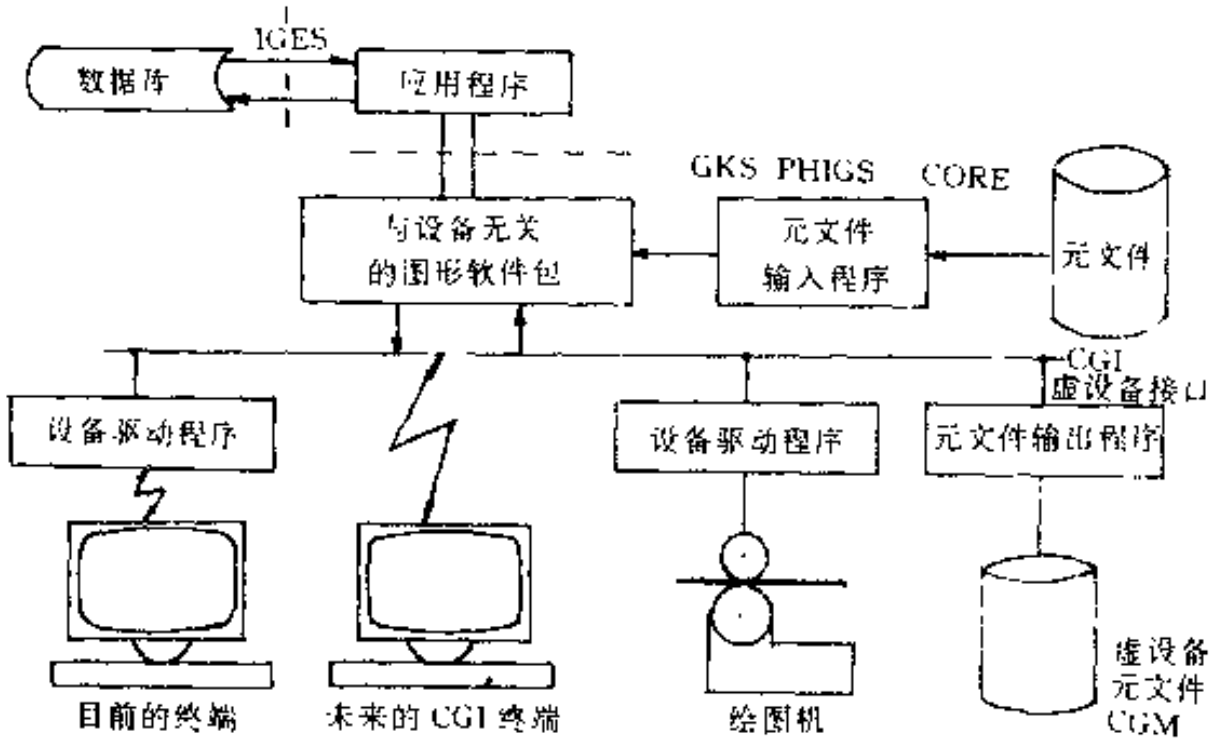 IGES
数据库
应用程序
GKS PHIGS CORE
与设备无关
的图形软件包
元文件
输入程序
元文件
CGI
虚设备接口
设备驱动程序
设备驱动程序
元文件输出程序
目前的终端
未来的 CGI 终端
绘图机
虚设备
元文件
CGM